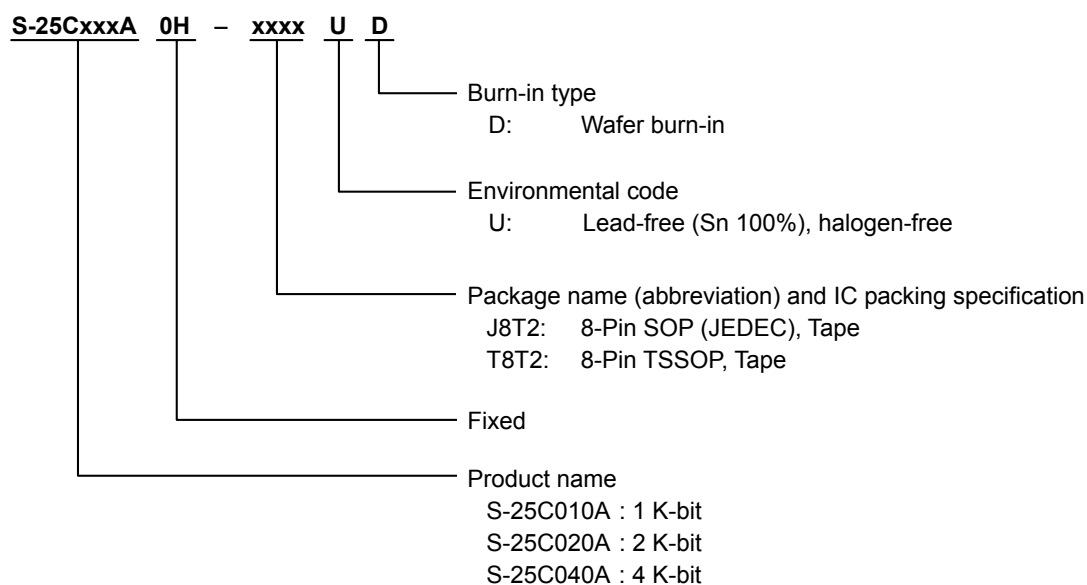 S-25CxxxA 0H – xxxx U D
Burn-in type
D: Wafer burn-in
Environmental code
U: Lead-free (Sn 100%), halogen-free
Package name (abbreviation) and IC packing specification
J8T2: 8-Pin SOP (JEDEC), Tape
T8T2: 8-Pin TSSOP, Tape
Fixed
Product name
S-25C010A : 1 K-bit
S-25C020A : 2 K-bit
S-25C040A : 4 K-bit